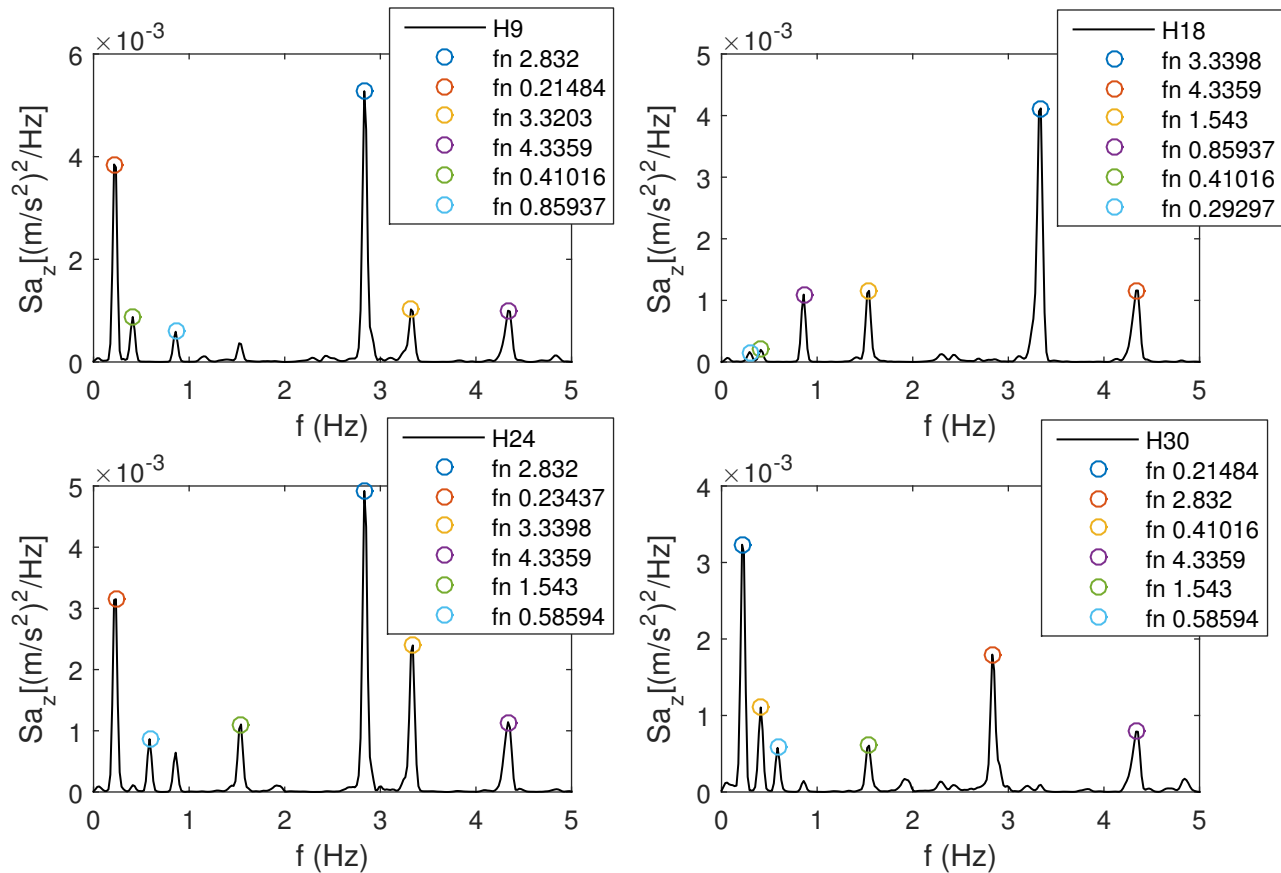 ×10⁻³
6
4
2
0
Sa_z[(m/s²)²/Hz]
0 1 2 3 4 5
f (Hz)
H9
fn 2.832
fn 0.21484
fn 3.3203
fn 4.3359
fn 0.41016
fn 0.85937
×10⁻³
5
4
3
2
1
0
Sa_z[(m/s²)²/Hz]
0 1 2 3 4 5
f (Hz)
H18
fn 3.3398
fn 4.3359
fn 1.543
fn 0.85937
fn 0.41016
fn 0.29297
×10⁻³
5
4
3
2
1
0
Sa_z[(m/s²)²/Hz]
0 1 2 3 4 5
f (Hz)
H24
fn 2.832
fn 0.23437
fn 3.3398
fn 4.3359
fn 1.543
fn 0.58594
×10⁻³
4
3
2
1
0
Sa_z[(m/s²)²/Hz]
0 1 2 3 4 5
f (Hz)
H30
fn 0.21484
fn 2.832
fn 0.41016
fn 4.3359
fn 1.543
fn 0.58594